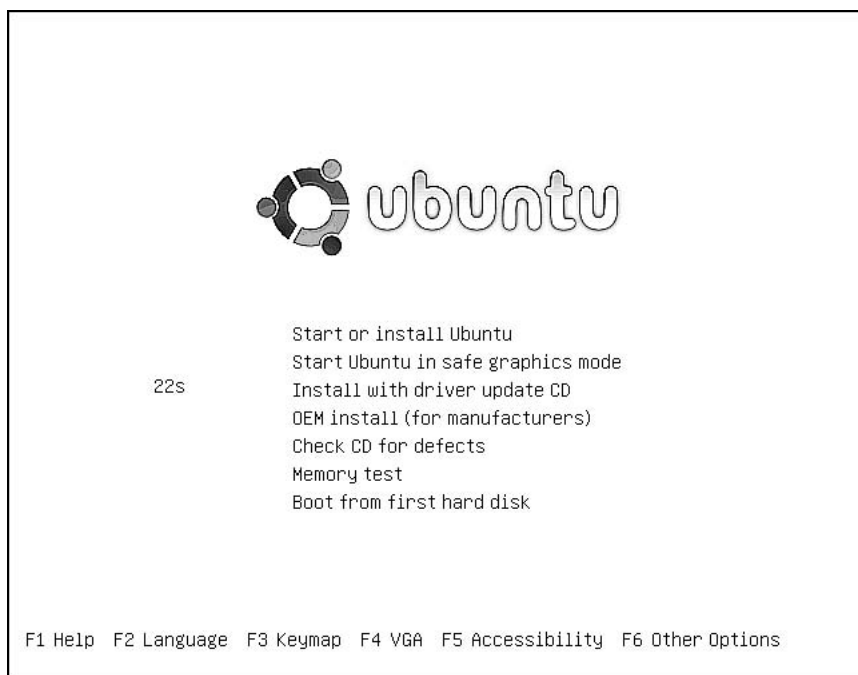 ubuntu
Start or install Ubuntu
Start Ubuntu in safe graphics mode
22s
Install with driver update CD
OEM install (for manufacturers)
Check CD for defects
Memory test
Boot from first hard disk
F1 Help F2 Language F3 Keymap F4 VGA F5 Accessibility F6 Other Options